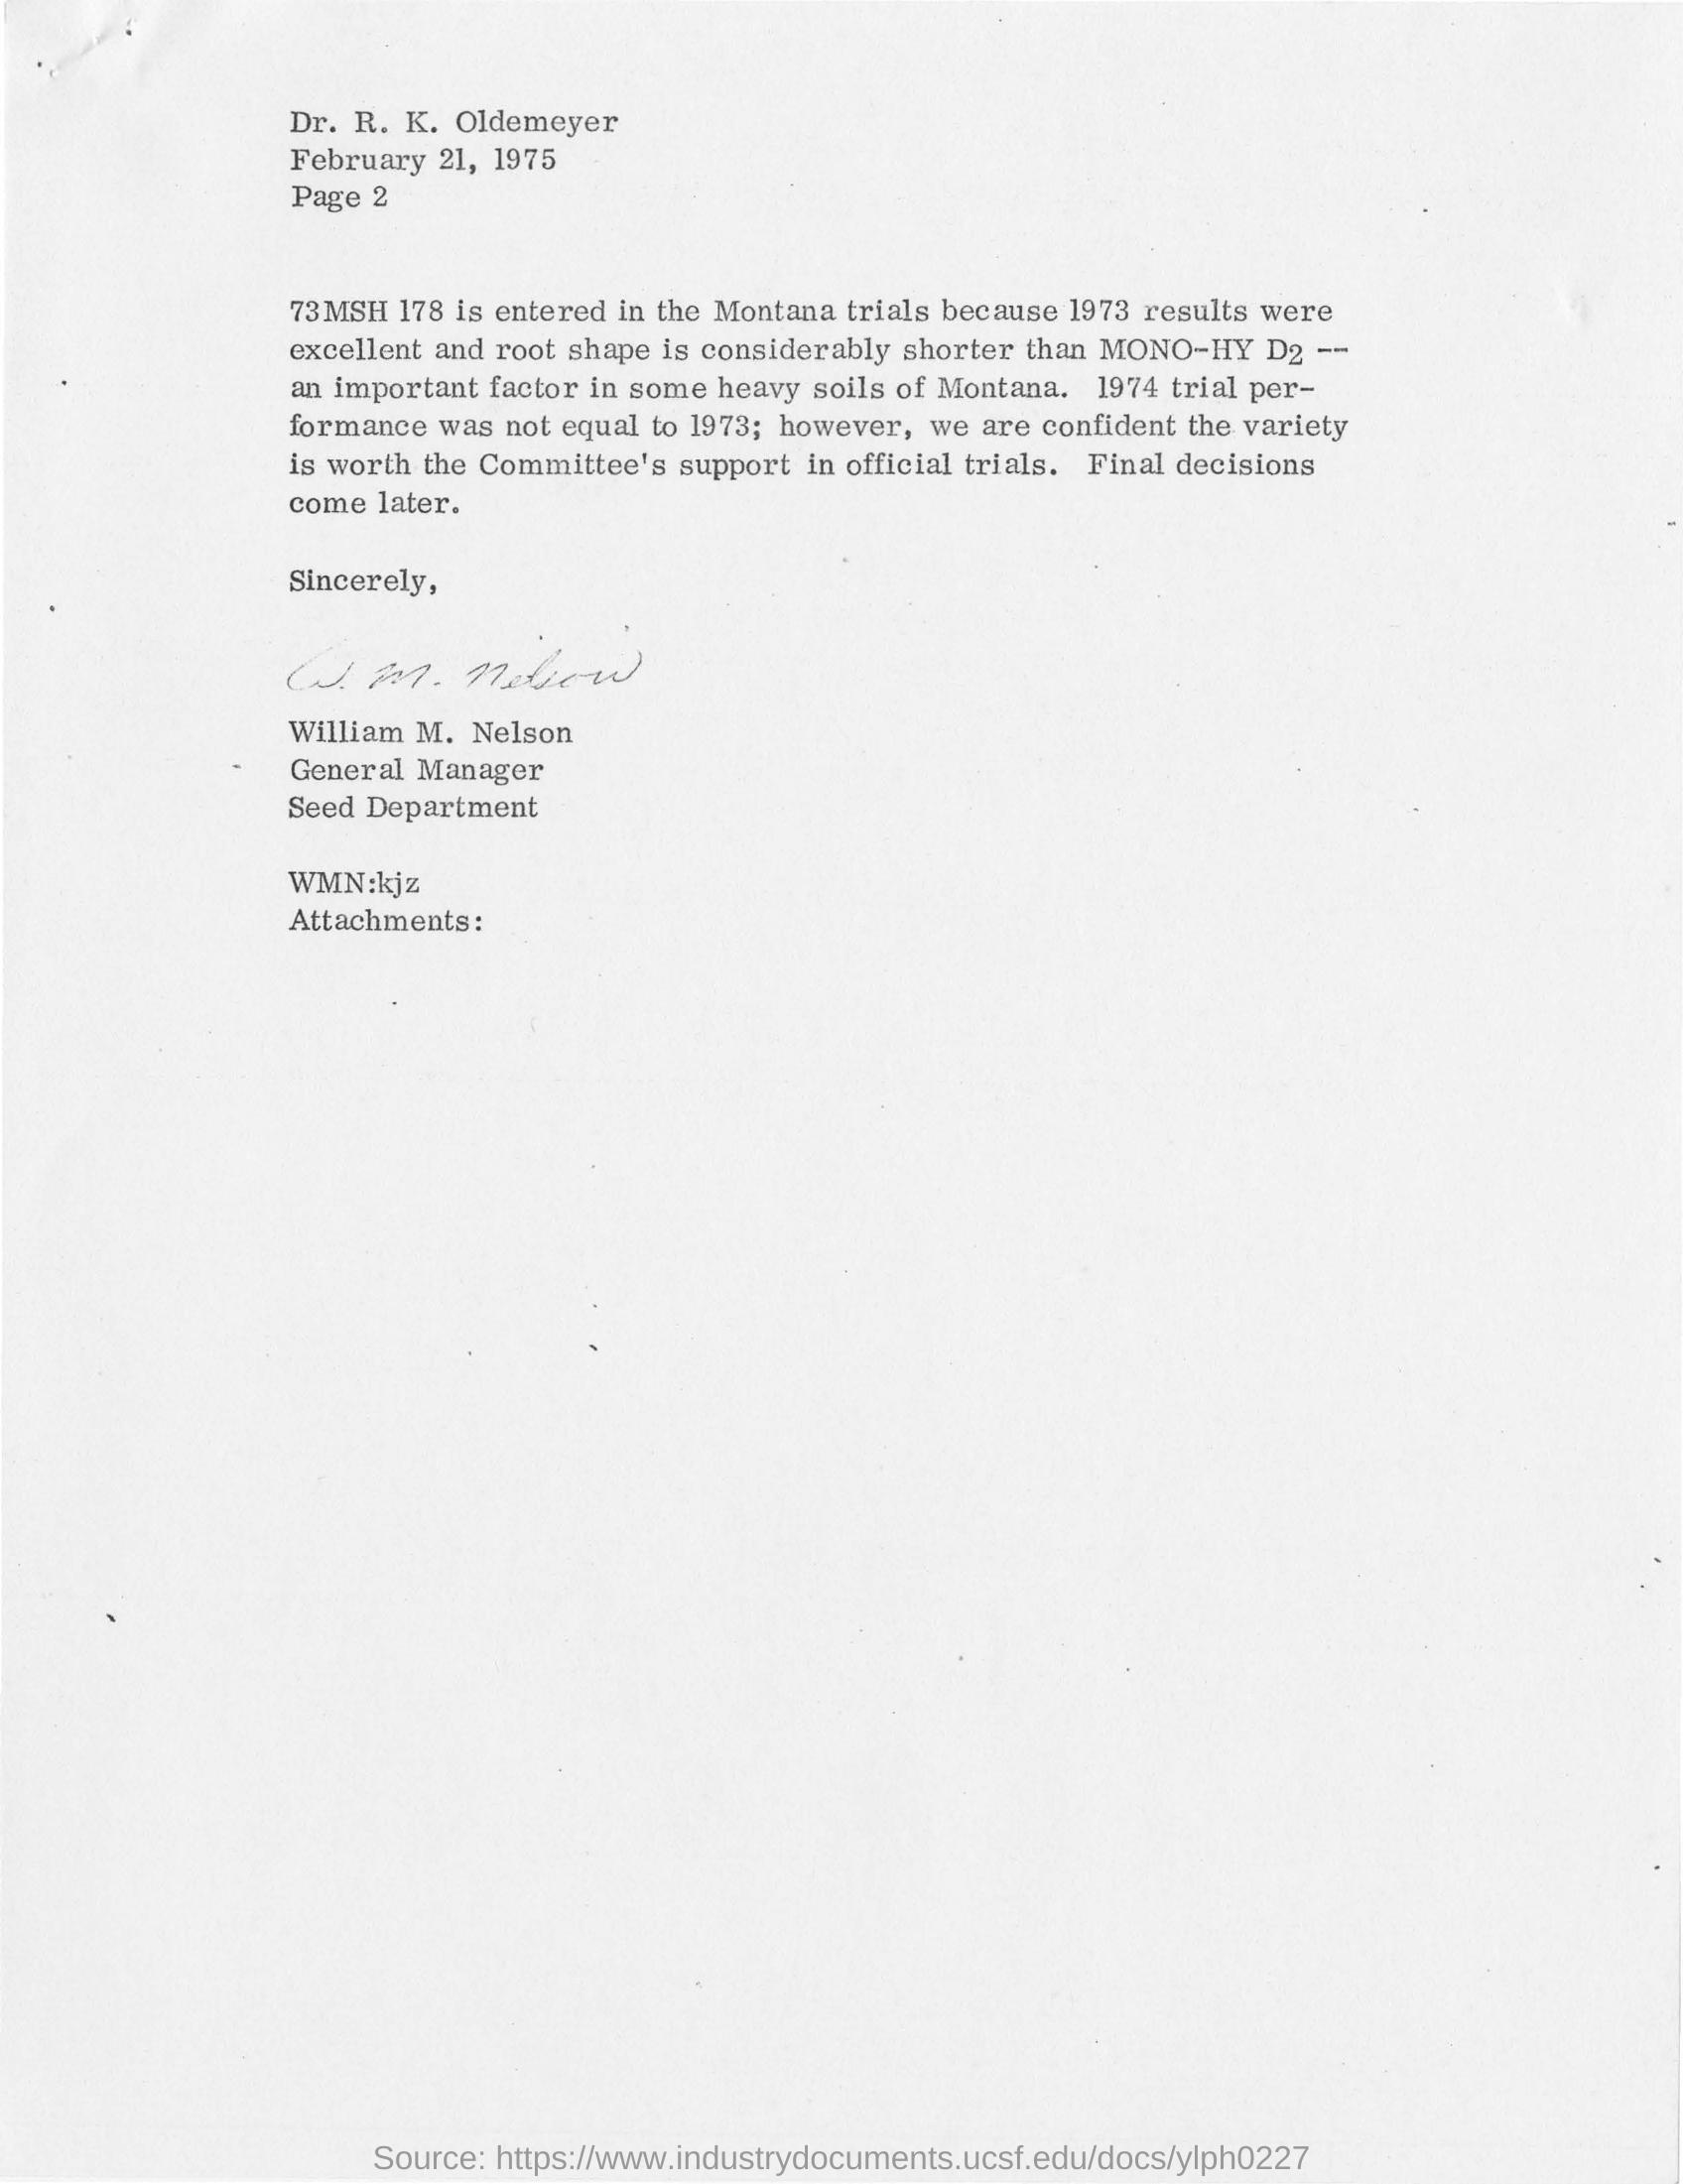 Dr. R. K. Oldemeyer
February 21, 1975
Page 2
73MSH 178 is entered in the Montana trials because 1973 results were
excellent and root shape is considerably shorter than MONO-HY D2 --
an important factor in some heavy soils of Montana. 1974 trial per-
formance was not equal to 1973; however, we are confident the variety
is worth the Committee's support in official trials. Final decisions
come later.
Sincerely,
W. M. Nelson
William M. Nelson
General Manager
Seed Department
WMN:kjz
Attachments:
Source: https://www.industrydocuments.ucsf.edu/docs/ylph0227